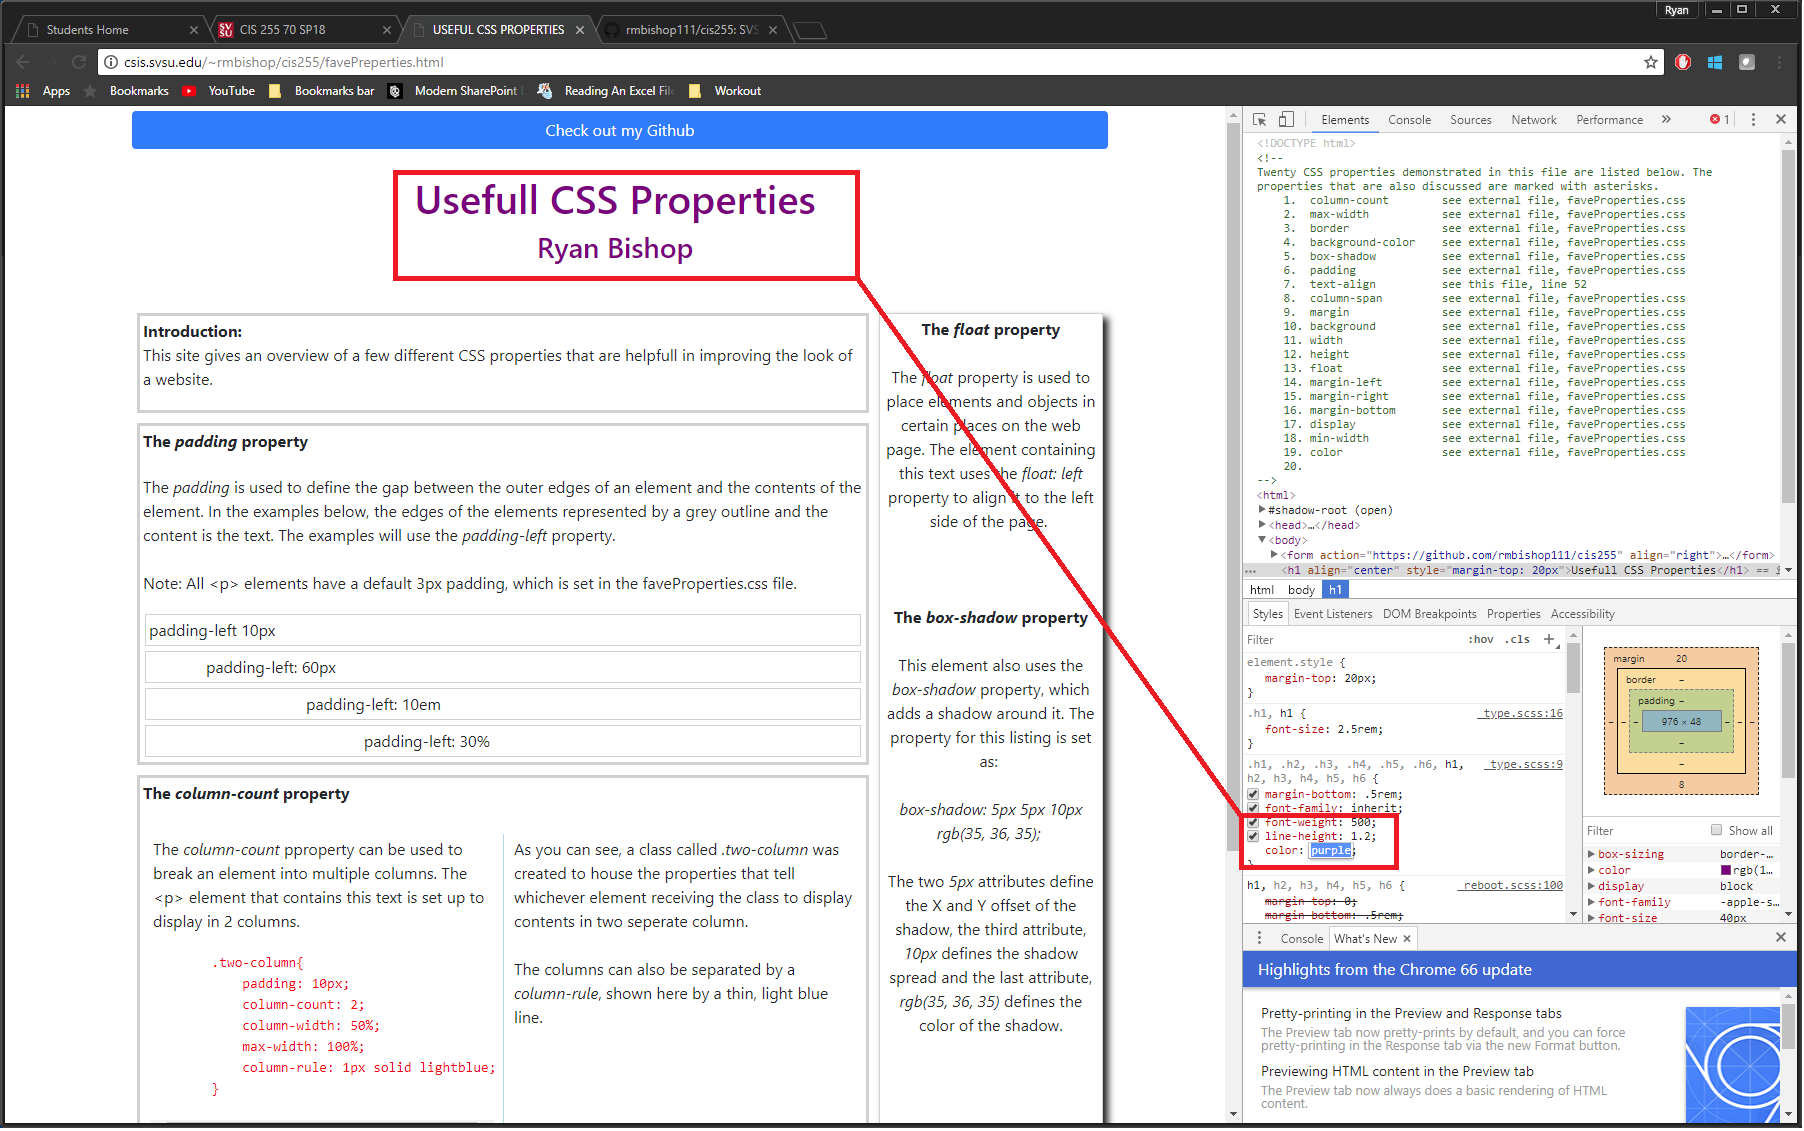 Ryan
Students Home
CIS 255 70 SP18
USEFUL CSS PROPERTIES
rmbishop111/cis255: SVS
csis.svsu.edu/~rmbishop/cis255/favePreperties.html
Apps Bookmarks YouTube Bookmarks bar Modern SharePoint Reading An Excel File Workout
Check out my Github
Usefull CSS Properties
Ryan Bishop
Introduction:
This site gives an overview of a few different CSS properties that are helpfull in improving the look of
a website.
The padding property
The padding is used to define the gap between the outer edges of an element and the contents of the
element. In the examples below, the edges of the elements represented by a grey outline and the
content is the text. The examples will use the padding-left property.
Note: All <p> elements have a default 3px padding, which is set in the faveProperties.css file.
padding-left 10px
padding-left: 60px
padding-left: 10em
padding-left: 30%
The column-count property
The column-count pproperty can be used to
break an element into multiple columns. The
<p> element that contains this text is set up to
display in 2 columns.
.two-column{
padding: 10px;
column-count: 2;
column-width: 50%;
max-width: 100%;
column-rule: 1px solid lightblue;
}
As you can see, a class called .two-column was
created to house the properties that tell
whichever element receiving the class to display
contents in two seperate column.
The columns can also be separated by a
column-rule, shown here by a thin, light blue
line.
The float property
The float property is used to
place elements and objects in
certain places on the web
page. The element containing
this text uses the float: left
property to align it to the left
side of the page.
The box-shadow property
This element also uses the
box-shadow property, which
adds a shadow around it. The
property for this listing is set
as:
box-shadow: 5px 5px 10px
rgb(35, 36, 35);
The two 5px attributes define
the X and Y offset of the
shadow, the third attribute,
10px defines the shadow
spread and the last attribute,
rgb(35, 36, 35) defines the
color of the shadow.
Elements Console Sources Network Performance » 1
<!DOCTYPE html>
<!--
Twenty CSS properties demonstrated in this file are listed below. The
properties that are also discussed are marked with asterisks.
1. column-count see external file, faveProperties.css
2. max-width see external file, faveProperties.css
3. border see external file, faveProperties.css
4. background-color see external file, faveProperties.css
5. box-shadow see external file, faveProperties.css
6. padding see external file, faveProperties.css
7. text-align see this file, line 52
8. column-span see external file, faveProperties.css
9. margin see external file, faveProperties.css
10. background see external file, faveProperties.css
11. width see external file, faveProperties.css
12. height see external file, faveProperties.css
13. float see external file, faveProperties.css
14. margin-left see external file, faveProperties.css
15. margin-right see external file, faveProperties.css
16. margin-bottom see external file, faveProperties.css
17. display see external file, faveProperties.css
18. min-width see external file, faveProperties.css
19. color see external file, faveProperties.css
20.
-->
<html>
#shadow-root (open)
<head>…</head>
<body>
<form action="https://github.com/rmbishop111/cis255" align="right">…</form>
<h1 align="center" style="margin-top: 20px">Usefull CSS Properties</h1> ==
html body h1
Styles Event Listeners DOM Breakpoints Properties Accessibility
Filter :hov .cls +
element.style {
margin-top: 20px;
}
.h1, h1 { _type.scss:16
font-size: 2.5rem;
}
.h1, .h2, .h3, .h4, .h5, .h6, h1, _type.scss:9
h2, h3, h4, h5, h6 {
margin-bottom: .5rem;
font-family: inherit;
font-weight: 500;
line-height: 1.2;
color: purple;
}
h1, h2, h3, h4, h5, h6 { _reboot.scss:100
margin-top: 0;
margin-bottom: .5rem;
margin 20
border –
padding –
– – – 976 × 48 – – –
–
–
8
Filter Show all
box-sizing border-…
color rgb(1…
display block
font-family -apple-s…
font-size 40px
Console What's New
Highlights from the Chrome 66 update
Pretty-printing in the Preview and Response tabs
The Preview tab now pretty-prints by default, and you can force
pretty-printing in the Response tab via the new Format button.
Previewing HTML content in the Preview tab
The Preview tab now always does a basic rendering of HTML
content.